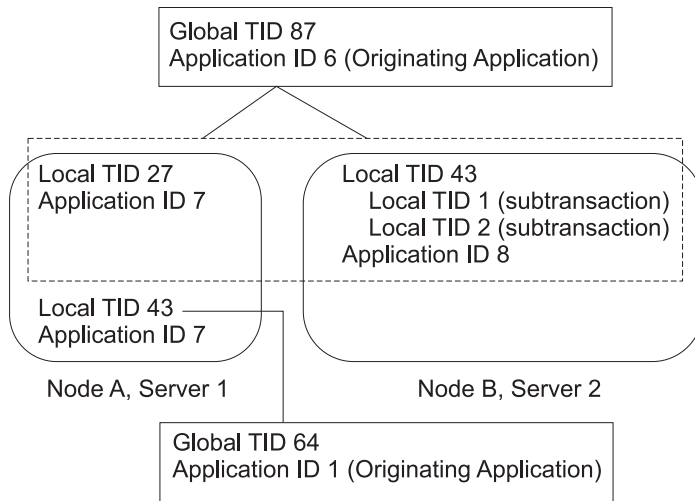 Global TID 87
Application ID 6 (Originating Application)
Local TID 27
Application ID 7
Local TID 43
Local TID 1 (subtransaction)
Local TID 2 (subtransaction)
Application ID 8
Local TID 43
Application ID 7
Node A, Server 1
Node B, Server 2
Global TID 64
Application ID 1 (Originating Application)